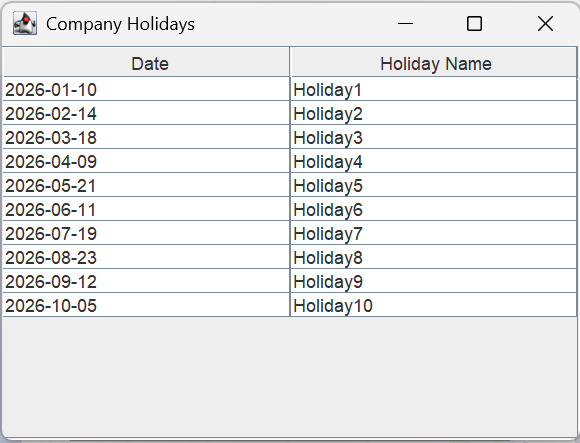 Company Holidays
Date Holiday Name
2026-01-10 Holiday1
2026-02-14 Holiday2
2026-03-18 Holiday3
2026-04-09 Holiday4
2026-05-21 Holiday5
2026-06-11 Holiday6
2026-07-19 Holiday7
2026-08-23 Holiday8
2026-09-12 Holiday9
2026-10-05 Holiday10